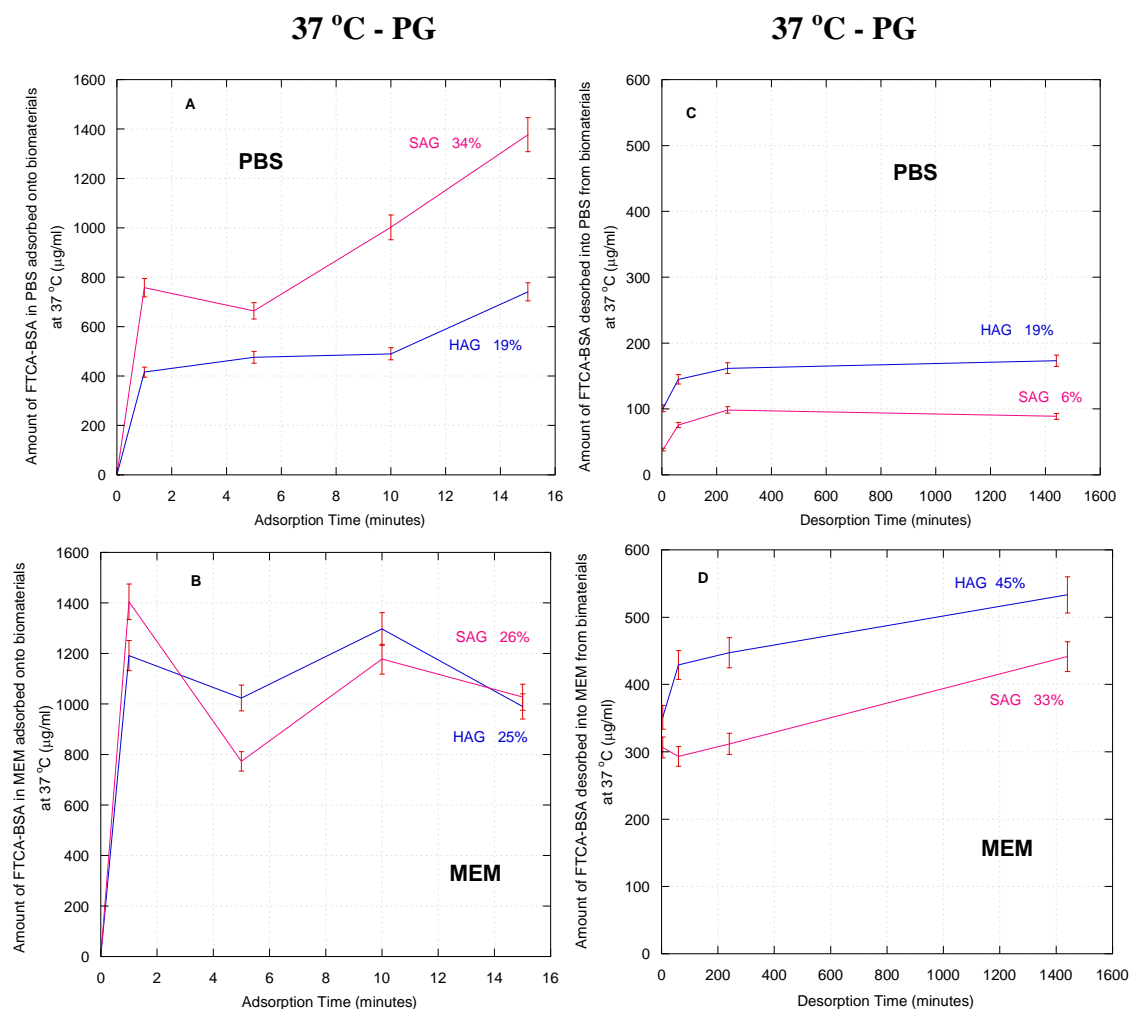 37 °C - PG
37 °C - PG
Amount of FTCA-BSA in PBS adsorbed onto biomaterials
at 37 °C (µg/ml)
1600
1400
1200
1000
800
600
400
200
0
A
PBS
SAG 34%
HAG 19%
0 2 4 6 8 10 12 14 16
Adsorption Time (minutes)
Amount of FTCA-BSA desorbed into PBS from biomaterials
at 37 °C (µg/ml)
600
500
400
300
200
100
0
C
PBS
HAG 19%
SAG 6%
0 200 400 600 800 1000 1200 1400 1600
Desorption Time (minutes)
Amount of FTCA-BSA in MEM adsorbed onto biomaterials
at 37 °C (µg/ml)
1600
1400
1200
1000
800
600
400
200
0
B
SAG 26%
HAG 25%
MEM
0 2 4 6 8 10 12 14 16
Adsorption Time (minutes)
Amount of FTCA-BSA desorbed into MEM from bimaterials
at 37 °C (µg/ml)
600
500
400
300
200
100
0
D
HAG 45%
SAG 33%
MEM
0 200 400 600 800 1000 1200 1400 1600
Desorption Time (minutes)